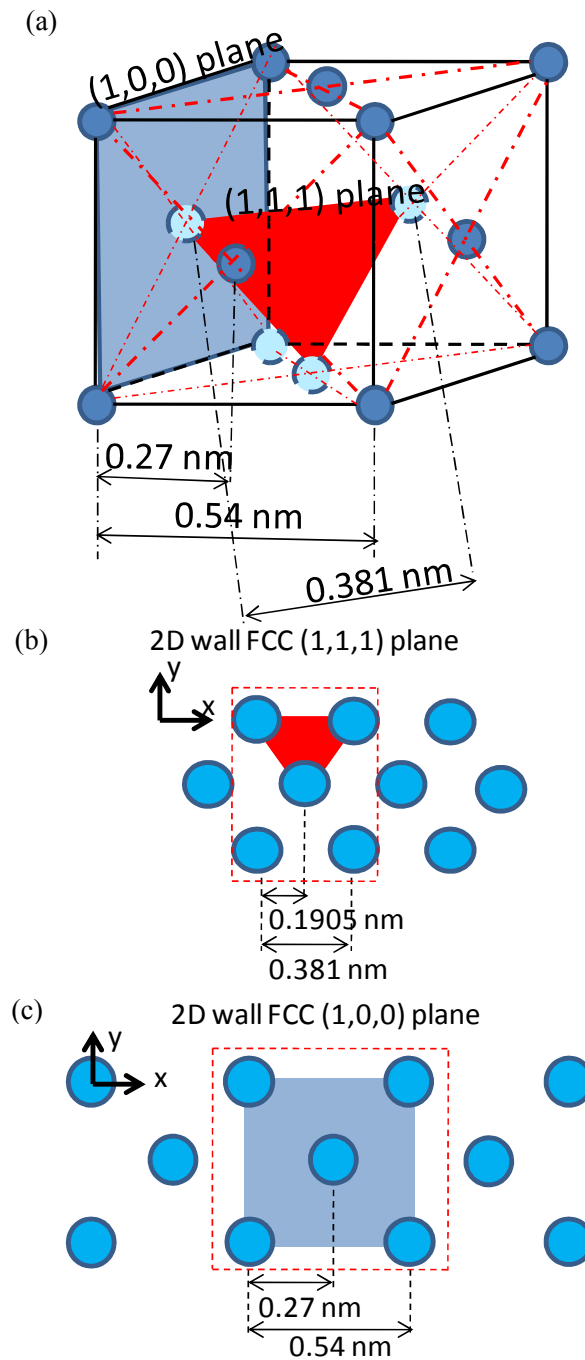 (a)
(1,0,0) plane
(1,1,1) plane
0.27 nm
0.54 nm
0.381 nm
(b)
2D wall FCC (1,1,1) plane
y
x
0.1905 nm
0.381 nm
(c)
2D wall FCC (1,0,0) plane
y
x
0.27 nm
0.54 nm